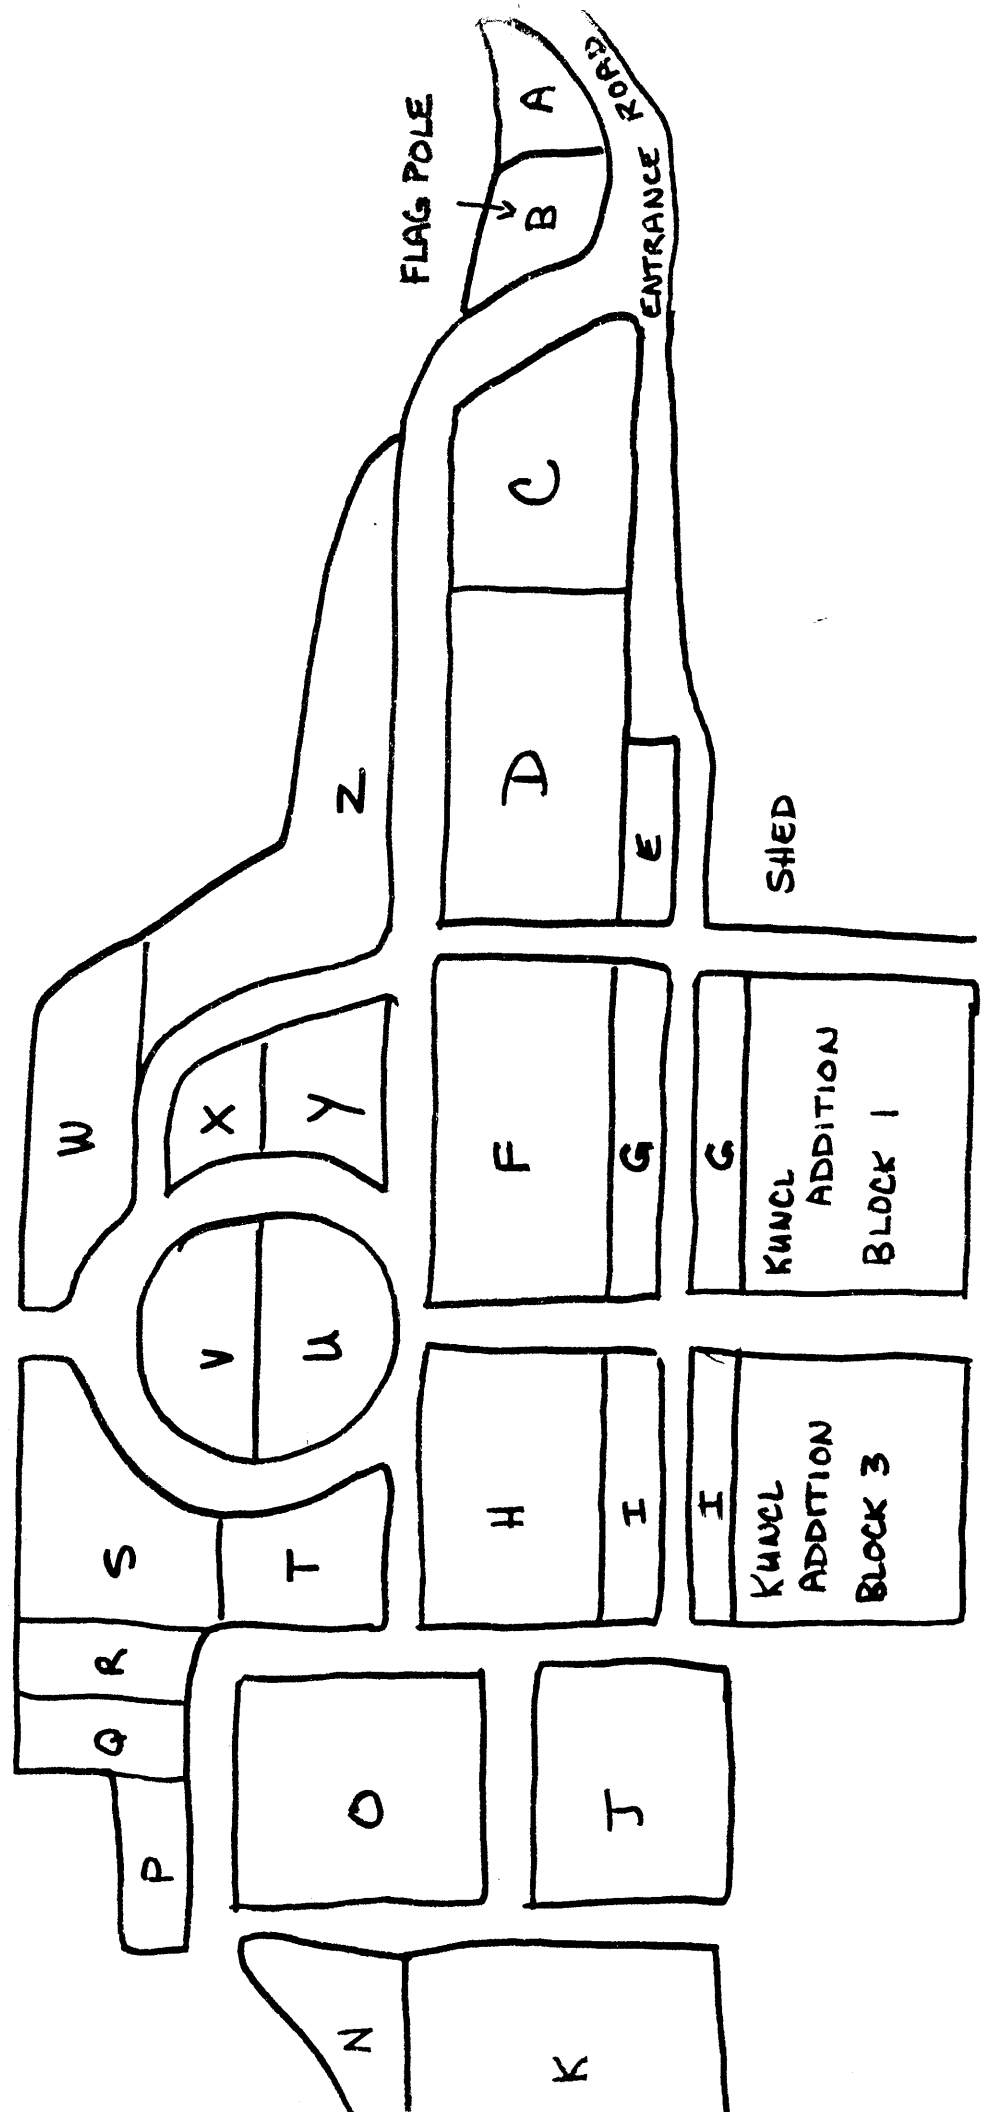 FLAG POLE
ENTRANCE ROAD
A
B
C
D
E
SHED
Z
W
X
Y
F
G
G
KUNCL
ADDITION
BLOCK 1
V
U
H
I
I
KUNCL
ADDITION
BLOCK 3
S
T
R
Q
P
O
J
N
K